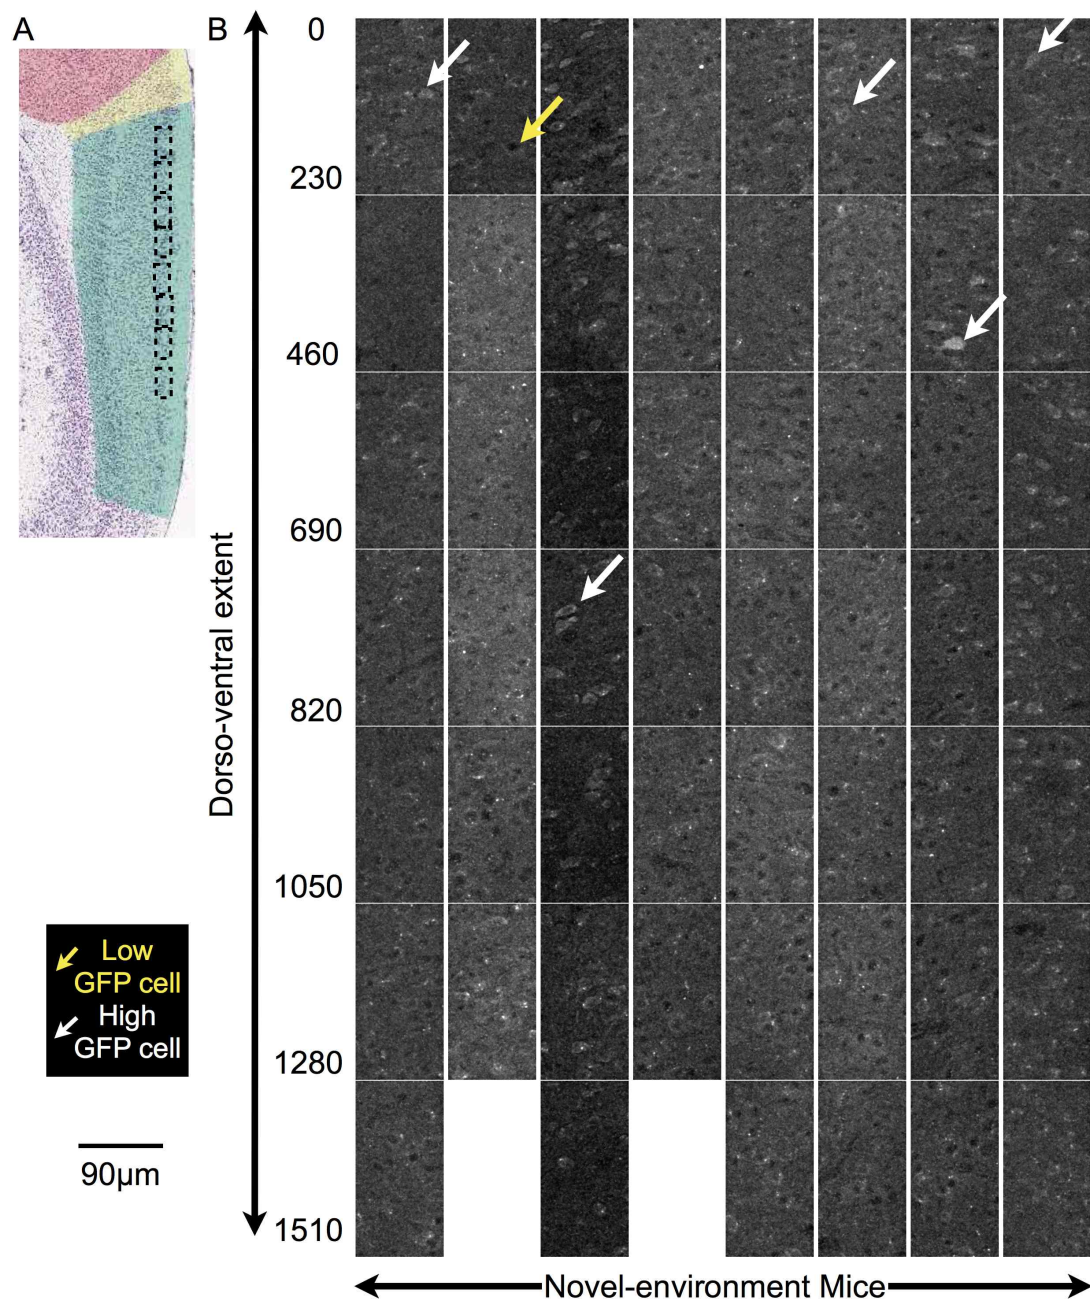 A
B
0
230
460
690
820
1050
1280
1510
Dorso-ventral extent
Low
GFP cell
High
GFP cell
90µm
Novel-environment Mice